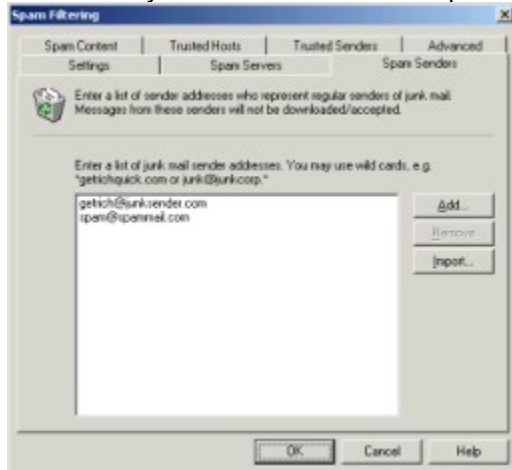 Spam Filtering
Spam Content Trusted Hosts Trusted Senders Advanced
Settings Spam Servers Spam Senders
Enter a list of sender addresses who represent regular senders of junk mail.
Messages from these senders will not be downloaded/accepted.
Enter a list of junk mail sender addresses. You may use wild cards, e.g.
*getrichquick.com or junk@junkcorp.*
getrich@junksender.com
spam@spammail.com
Add...
Remove
Import...
OK Cancel Help